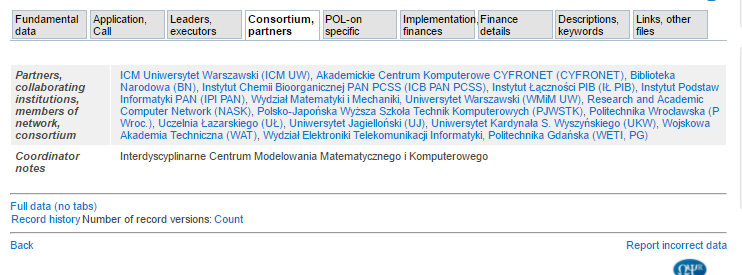 Fundamental data
Application, Call
Leaders, executors
Consortium, partners
POL-on specific
Implementation, finances
Finance details
Descriptions, keywords
Links, other files
Partners, collaborating institutions, members of network, consortium
ICM Uniwersytet Warszawski (ICM UW), Akademickie Centrum Komputerowe CYFRONET (CYFRONET), Biblioteka
Narodowa (BN), Instytut Chemii Bioorganicznej PAN PCSS (ICB PAN PCSS), Instytut Łączności PIB (IŁ PIB), Instytut Podstaw
Informatyki PAN (IPI PAN), Wydział Matematyki i Mechaniki, Uniwersytet Warszawski (WMiM UW), Research and Academic
Computer Network (NASK), Polsko-Japońska Wyższa Szkoła Technik Komputerowych (PJWSTK), Politechnika Wrocławska (P
Wroc.), Uczelnia Łazarskiego (UŁ), Uniwersytet Jagielloński (UJ), Uniwersytet Kardynała S. Wyszyńskiego (UKW), Wojskowa
Akademia Techniczna (WAT), Wydział Elektroniki Telekomunikacji Informatyki, Politechnika Gdańska (WETI, PG)
Coordinator notes
Interdyscyplinarne Centrum Modelowania Matematycznego i Komputerowego
Full data (no tabs)
Record history Number of record versions: Count
Back
Report incorrect data